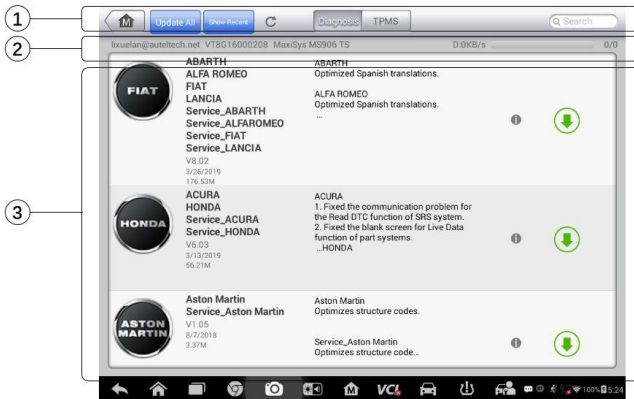 1
M
Update All
Show Recent
Diagnosis
TPMS
Search
2
lixuelan@auteltech.net VT8G16000208 MaxiSys MS906 TS
D:0KB/s
0/0
3
FIAT
ABARTH
ALFA ROMEO
FIAT
LANCIA
Service_ABARTH
Service_ALFAROMEO
Service_FIAT
Service_LANCIA
V8.02
3/26/2019
176.53M
ABARTH
Optimized Spanish translations.
ALFA ROMEO
Optimized Spanish translations.
...
i
HONDA
ACURA
HONDA
Service_ACURA
Service_HONDA
V6.03
3/13/2019
56.21M
ACURA
1. Fixed the communication problem for
the Read DTC function of SRS system.
2. Fixed the blank screen for Live Data
function of part systems.
...HONDA
i
ASTON
MARTIN
Aston Martin
Service_Aston Martin
V1.05
8/7/2018
3.37M
Aston Martin
Optimizes structure codes.
Service_Aston Martin
Optimizes structure code...
i
M
VCI
100%
5:24